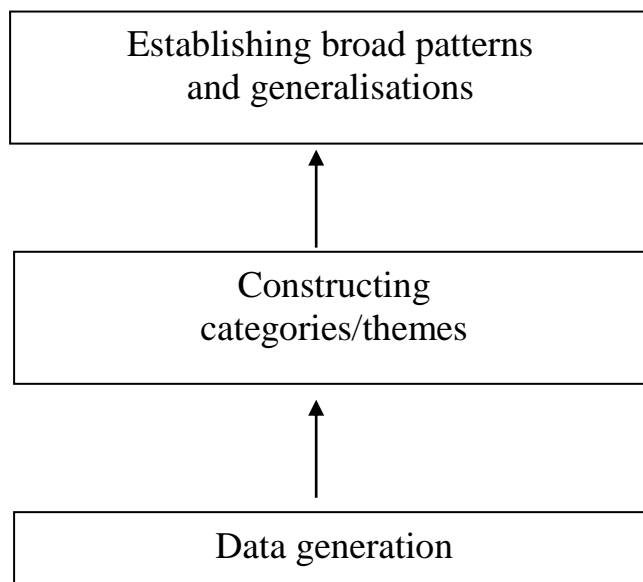 Establishing broad patterns
and generalisations
Constructing
categories/themes
Data generation